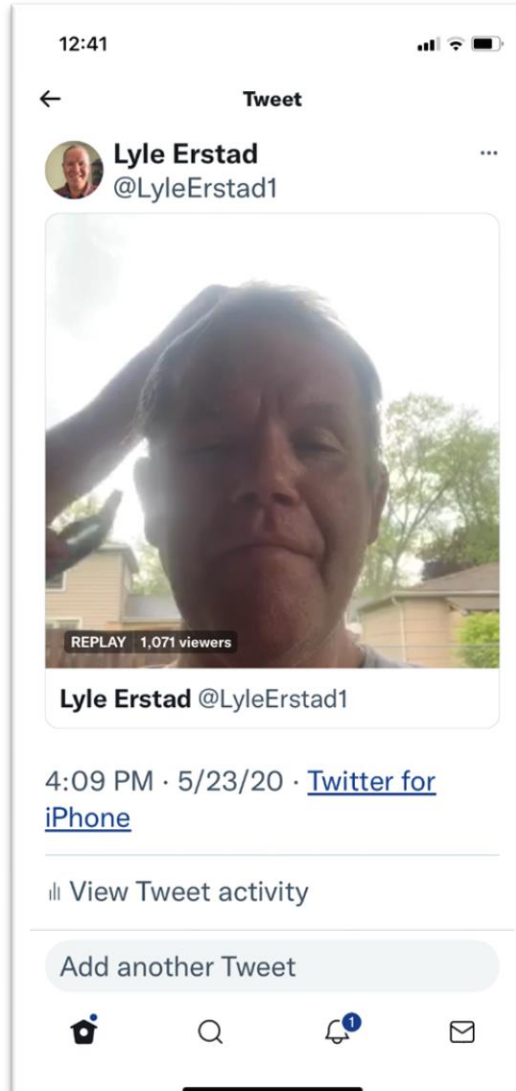 12:41
Tweet
Lyle Erstad
@LyleErstad1
REPLAY 1,071 viewers
Lyle Erstad @LyleErstad1
4:09 PM · 5/23/20 · Twitter for
iPhone
View Tweet activity
Add another Tweet
1